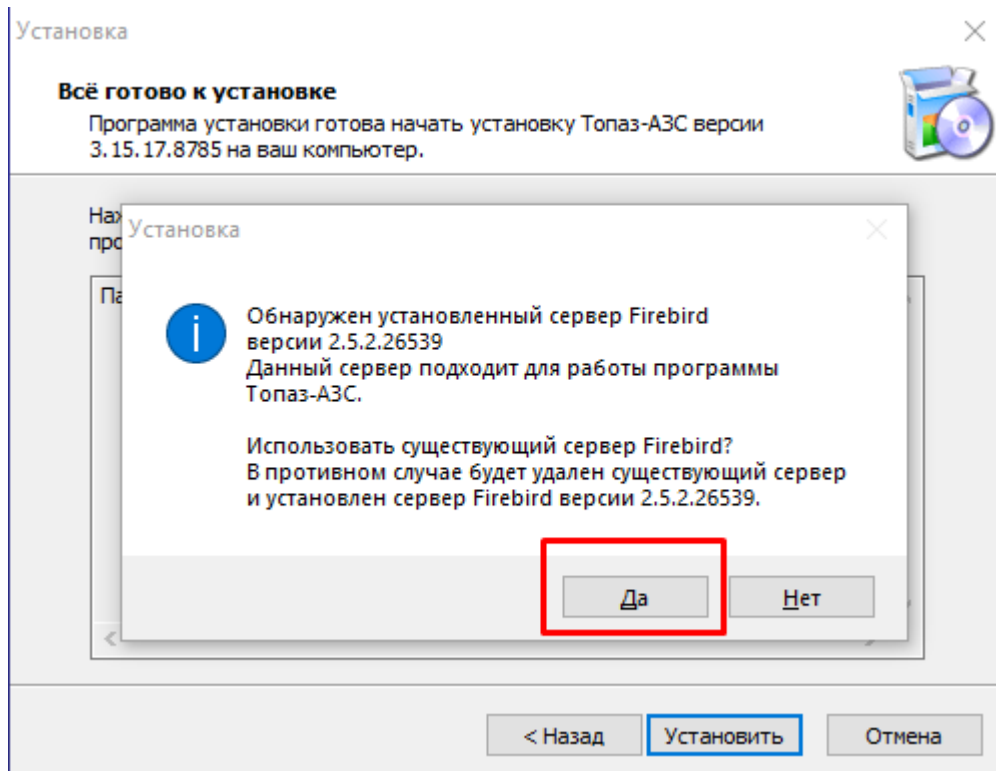 Установка
Всё готово к установке
Программа установки готова начать установку Топаз-АЗС версии
3.15.17.8785 на ваш компьютер.
Установка
Обнаружен установленный сервер Firebird
версии 2.5.2.26539
Данный сервер подходит для работы программы
Топаз-АЗС.
Использовать существующий сервер Firebird?
В противном случае будет удален существующий сервер
и установлен сервер Firebird версии 2.5.2.26539.
Да
Нет
< Назад
Установить
Отмена